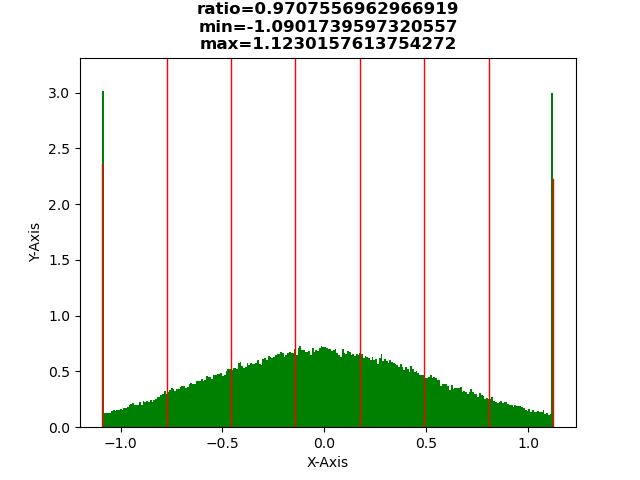 ratio=0.9707556962966919
min=-1.0901739597320557
max=1.1230157613754272
3.0
2.5
2.0
1.5
1.0
0.5
0.0
Y-Axis
−1.0 −0.5 0.0 0.5 1.0
X-Axis